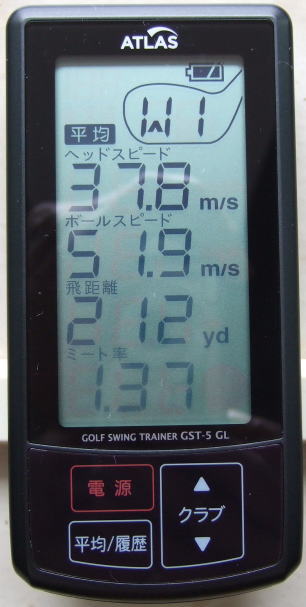 ATLAS
W1
平均
ヘッドスピード
37.8 m/s
ボールスピード
51.9 m/s
飛距離
212 yd
ミート率
1.37
GOLF SWING TRAINER GST-5 GL
電源
クラブ
平均/履歴